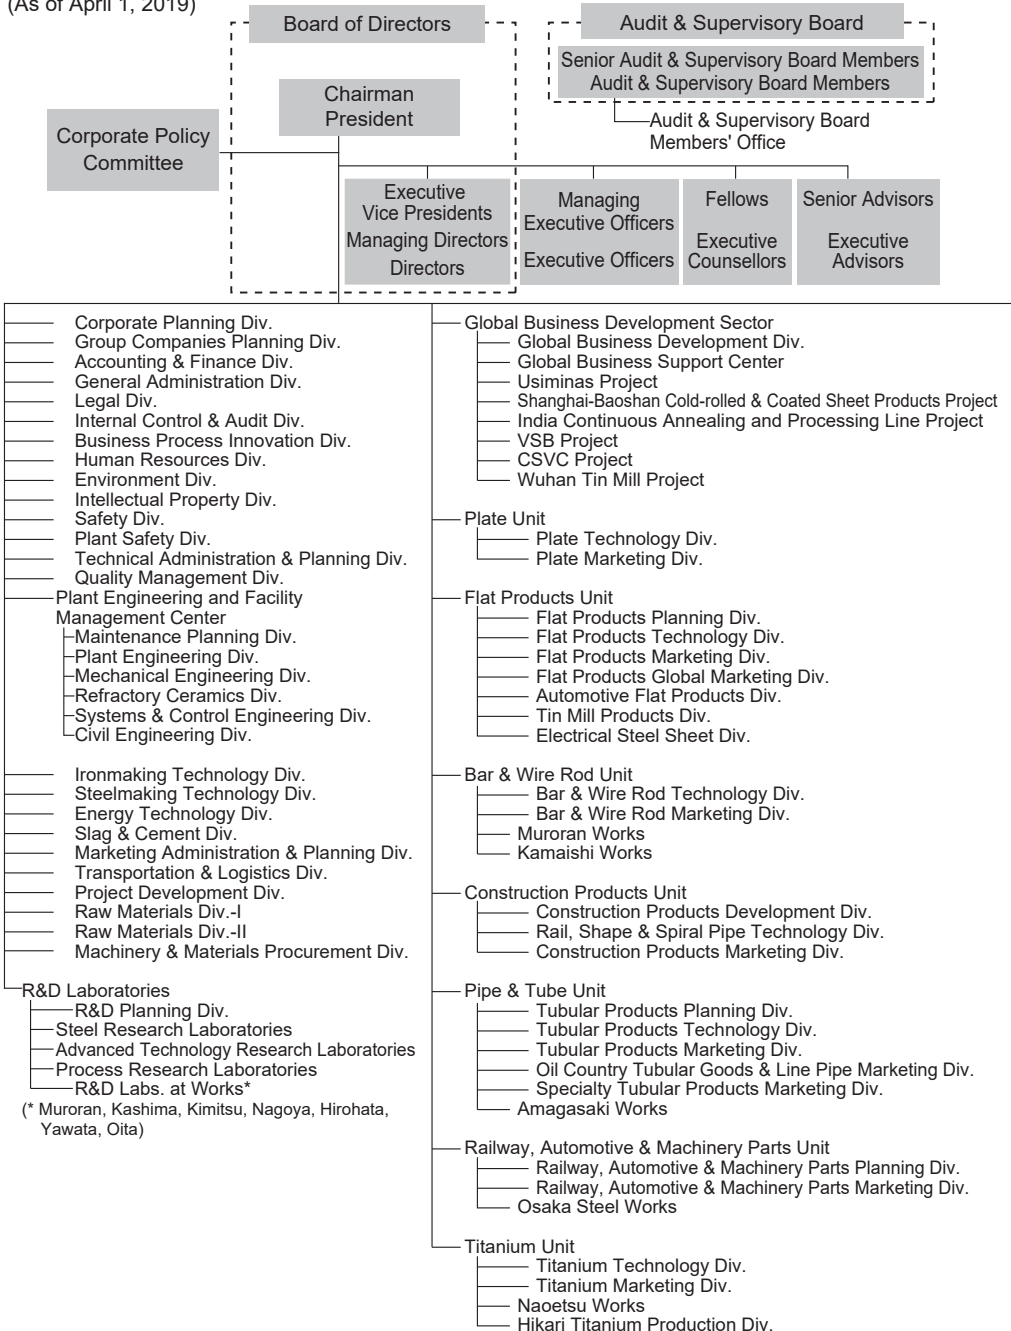 (As of April 1, 2019)
Board of Directors
Audit & Supervisory Board
Senior Audit & Supervisory Board Members
Audit & Supervisory Board Members
Audit & Supervisory Board
Members' Office
Chairman
President
Corporate Policy
Committee
Executive
Vice Presidents
Managing Directors
Directors
Managing
Executive Officers
Executive Officers
Fellows
Executive
Counsellors
Senior Advisors
Executive
Advisors
Corporate Planning Div.
Group Companies Planning Div.
Accounting & Finance Div.
General Administration Div.
Legal Div.
Internal Control & Audit Div.
Business Process Innovation Div.
Human Resources Div.
Environment Div.
Intellectual Property Div.
Safety Div.
Plant Safety Div.
Technical Administration & Planning Div.
Quality Management Div.
Plant Engineering and Facility
Management Center
Maintenance Planning Div.
Plant Engineering Div.
Mechanical Engineering Div.
Refractory Ceramics Div.
Systems & Control Engineering Div.
Civil Engineering Div.
Ironmaking Technology Div.
Steelmaking Technology Div.
Energy Technology Div.
Slag & Cement Div.
Marketing Administration & Planning Div.
Transportation & Logistics Div.
Project Development Div.
Raw Materials Div.-I
Raw Materials Div.-II
Machinery & Materials Procurement Div.
R&D Laboratories
R&D Planning Div.
Steel Research Laboratories
Advanced Technology Research Laboratories
Process Research Laboratories
R&D Labs. at Works*
(* Muroran, Kashima, Kimitsu, Nagoya, Hirohata,
Yawata, Oita)
Global Business Development Sector
Global Business Development Div.
Global Business Support Center
Usiminas Project
Shanghai-Baoshan Cold-rolled & Coated Sheet Products Project
India Continuous Annealing and Processing Line Project
VSB Project
CSVC Project
Wuhan Tin Mill Project
Plate Unit
Plate Technology Div.
Plate Marketing Div.
Flat Products Unit
Flat Products Planning Div.
Flat Products Technology Div.
Flat Products Marketing Div.
Flat Products Global Marketing Div.
Automotive Flat Products Div.
Tin Mill Products Div.
Electrical Steel Sheet Div.
Bar & Wire Rod Unit
Bar & Wire Rod Technology Div.
Bar & Wire Rod Marketing Div.
Muroran Works
Kamaishi Works
Construction Products Unit
Construction Products Development Div.
Rail, Shape & Spiral Pipe Technology Div.
Construction Products Marketing Div.
Pipe & Tube Unit
Tubular Products Planning Div.
Tubular Products Technology Div.
Tubular Products Marketing Div.
Oil Country Tubular Goods & Line Pipe Marketing Div.
Specialty Tubular Products Marketing Div.
Amagasaki Works
Railway, Automotive & Machinery Parts Unit
Railway, Automotive & Machinery Parts Planning Div.
Railway, Automotive & Machinery Parts Marketing Div.
Osaka Steel Works
Titanium Unit
Titanium Technology Div.
Titanium Marketing Div.
Naoetsu Works
Hikari Titanium Production Div.